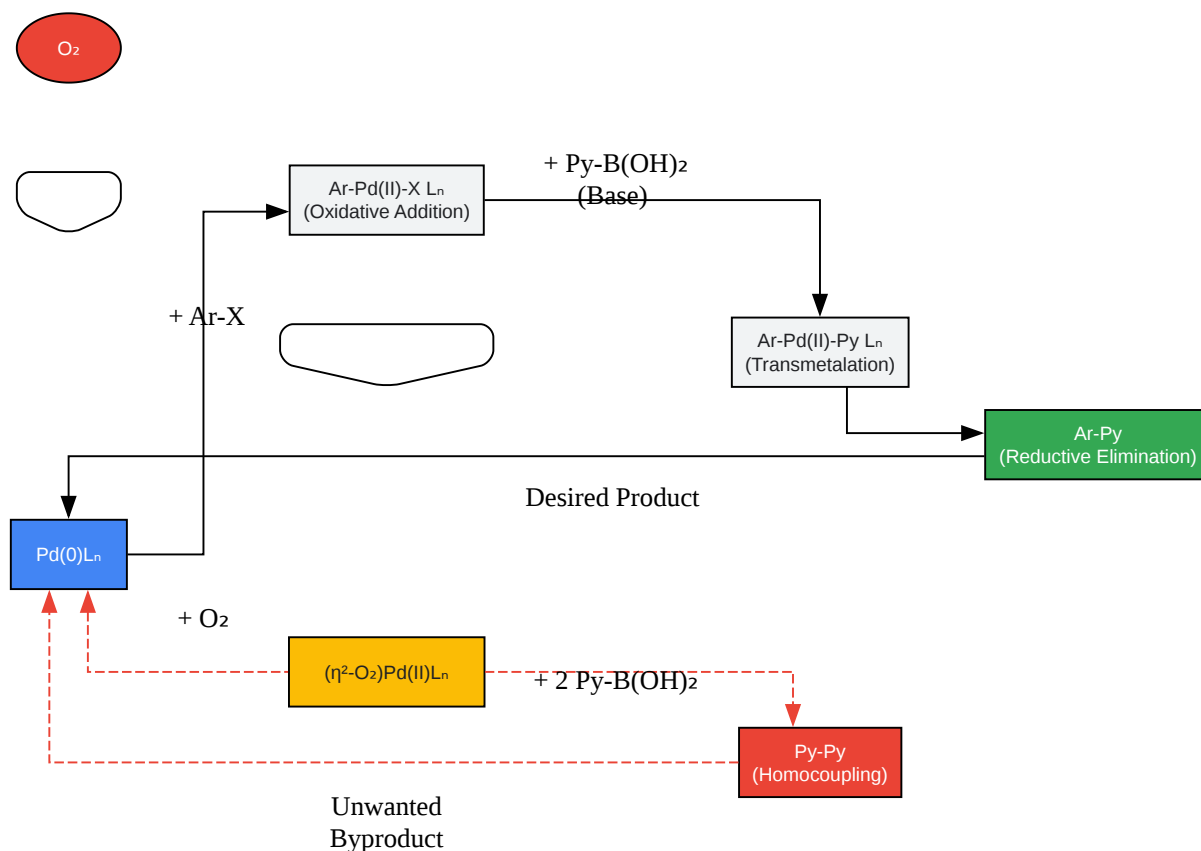 O₂
+ Py-B(OH)₂
(Base)
Ar-Pd(II)-X Lₙ
(Oxidative Addition)
+ Ar-X
Ar-Pd(II)-Py Lₙ
(Transmetalation)
Ar-Py
(Reductive Elimination)
Desired Product
Pd(0)Lₙ
+ O₂
(η²-O₂)Pd(II)Lₙ
+ 2 Py-B(OH)₂
Py-Py
(Homocoupling)
Unwanted
Byproduct